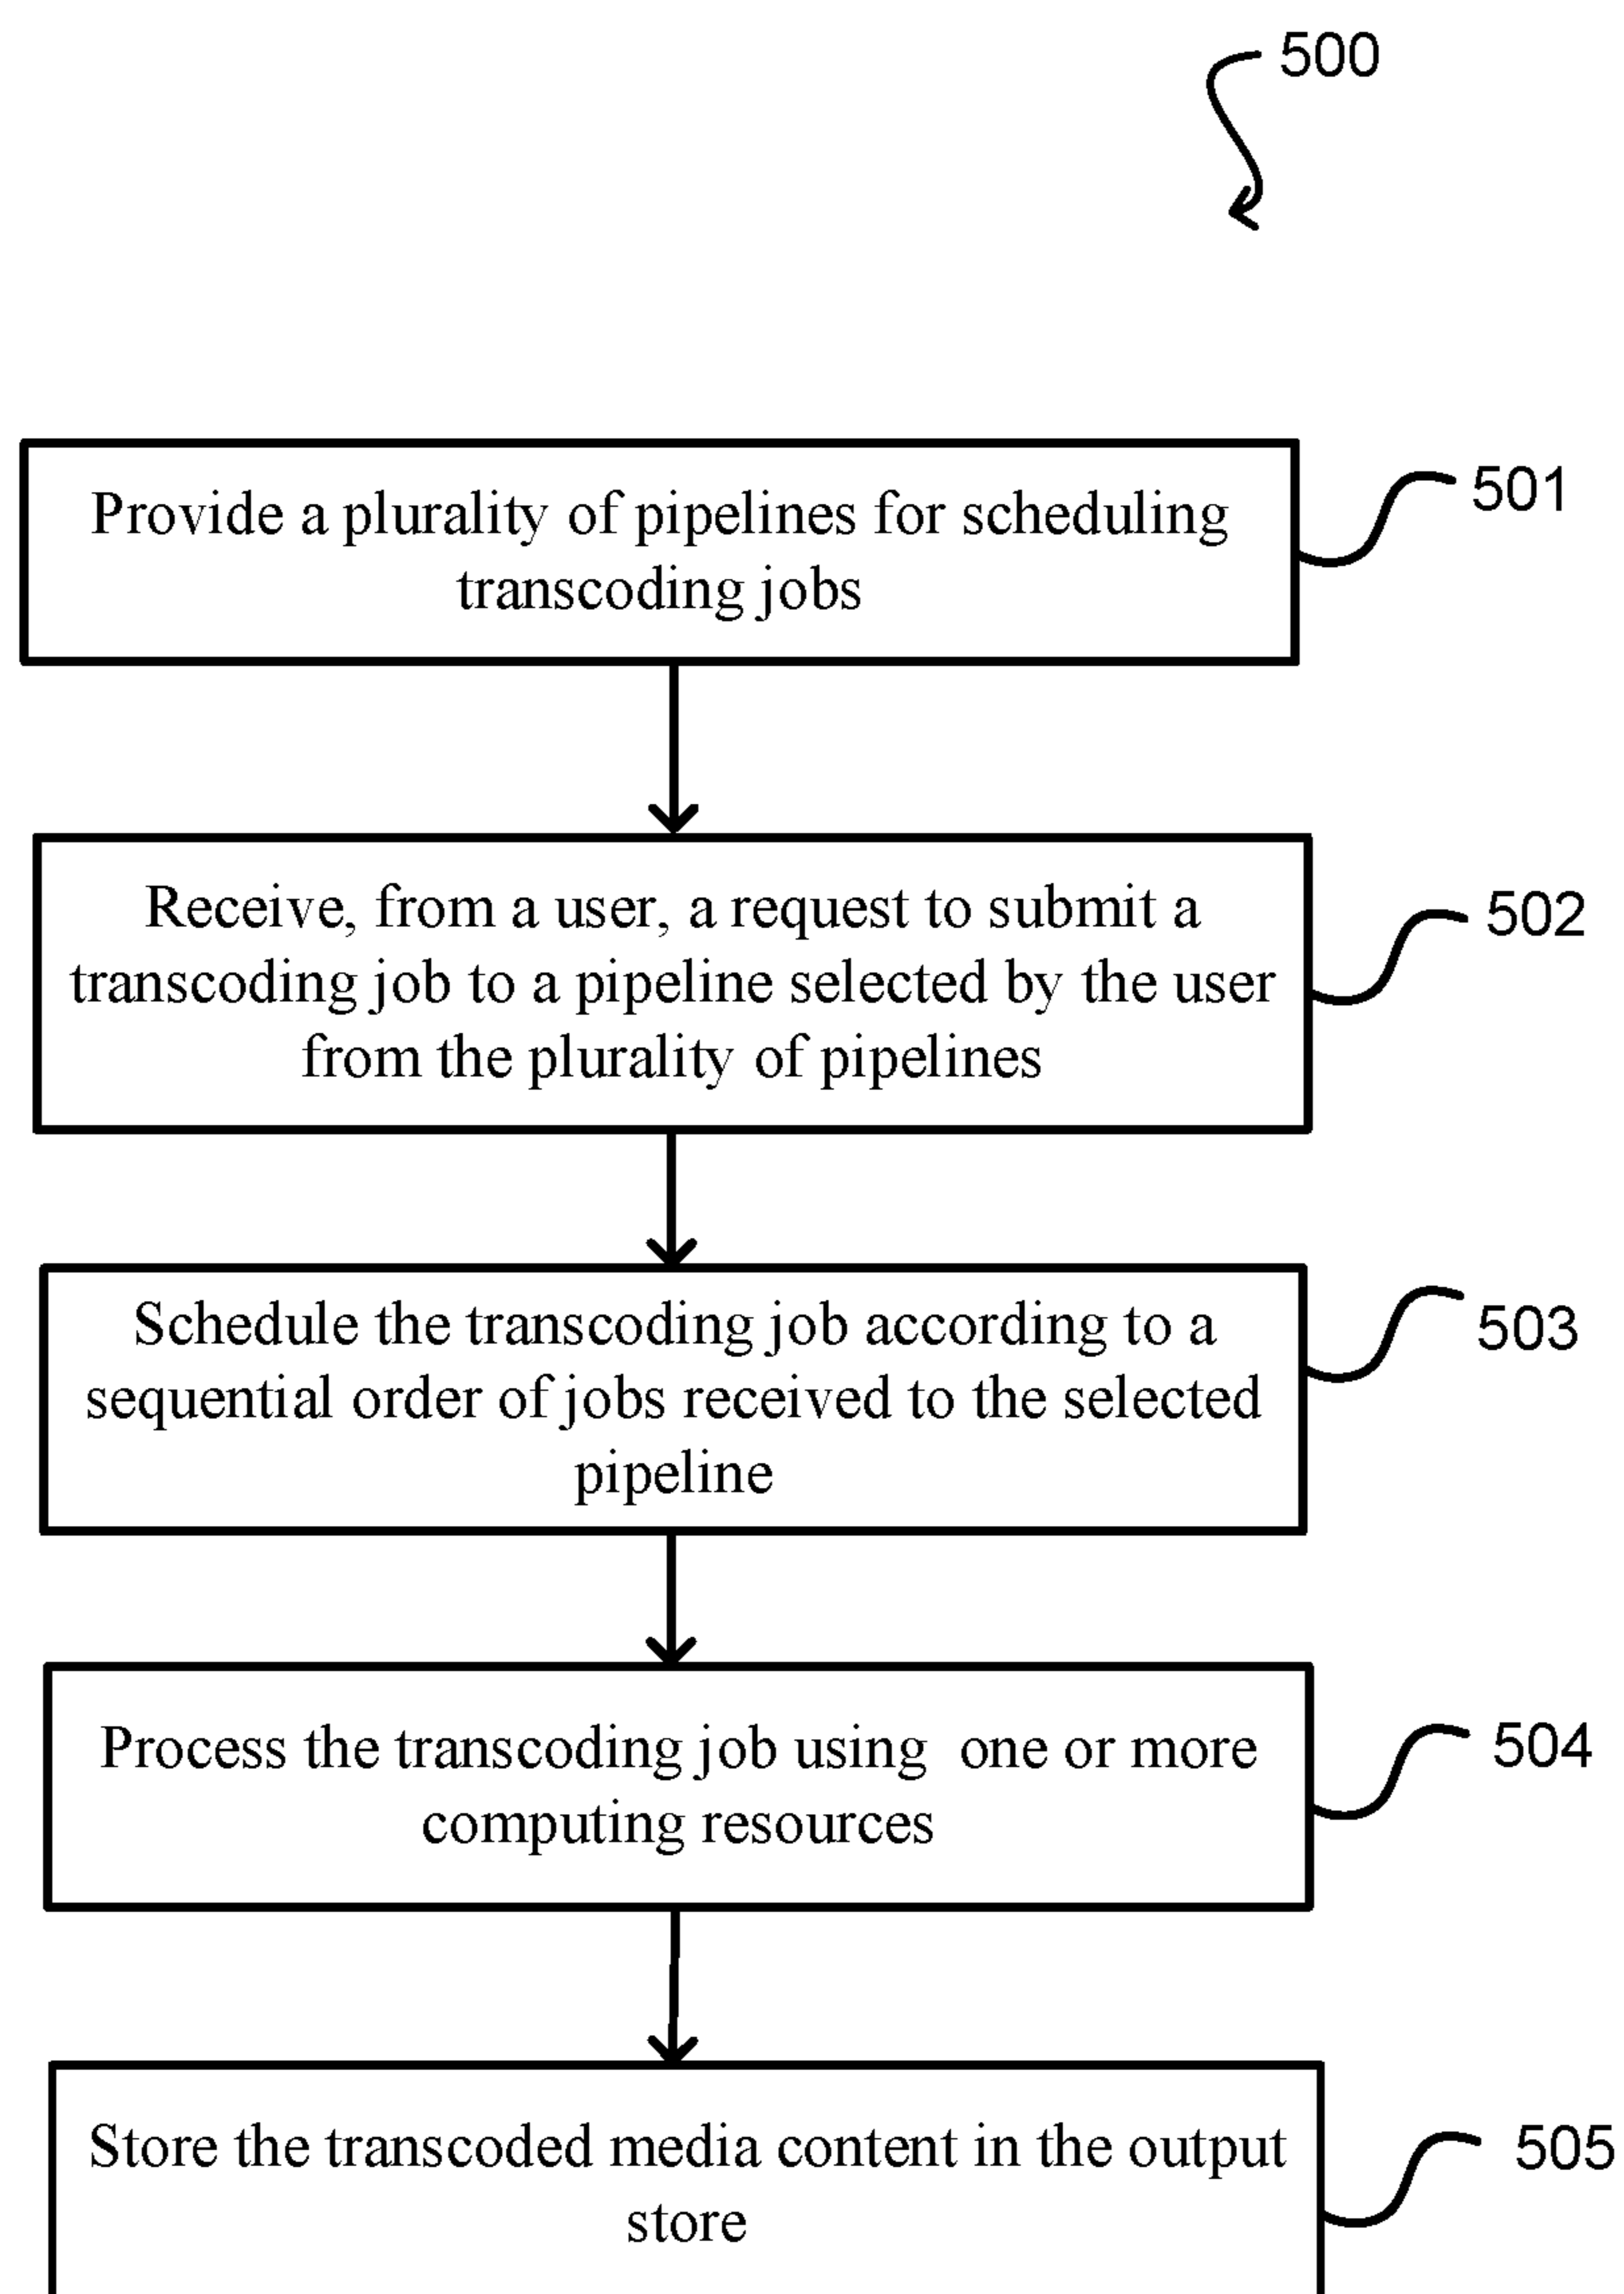 500
Provide a plurality of pipelines for scheduling
transcoding jobs
501
Receive, from a user, a request to submit a
transcoding job to a pipeline selected by the user
from the plurality of pipelines
502
Schedule the transcoding job according to a
sequential order of jobs received to the selected
pipeline
503
Process the transcoding job using  one or more
computing resources
504
Store the transcoded media content in the output
store
505